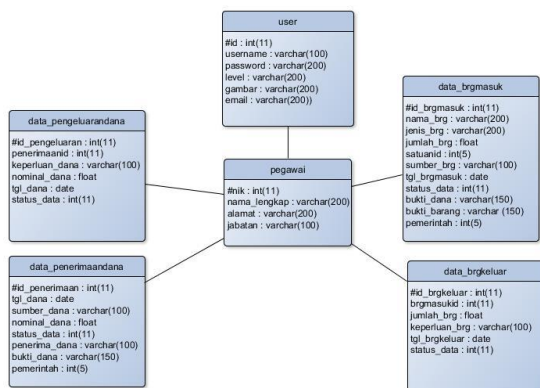 user
#id : int(11)
username : varchar(100)
password : varchar(200)
level : varchar(200)
gambar : varchar(200)
email : varchar(200))
data_pengeluarandana
#id_pengeluaran : int(11)
penerimaanid : int(11)
keperluan_dana : varchar(100)
nominal_dana : float
tgl_dana : date
status_data : int(11)
pegawai
#nik : int(11)
nama_lengkap : varchar(200)
alamat : varchar(200)
jabatan : varchar(100)
data_brgmasuk
#id_brgmasuk : int(11)
nama_brg : varchar(200)
jenis_brg : varchar(200)
jumlah_brg : float
satuanid : int(5)
sumber_brg : varchar(100)
tgl_brgmasuk : date
status_data : int(11)
bukti_dana : varchar(150)
bukti_barang : varchar (150)
pemerintah : int(5)
data_penerimaandana
#id_penerimaan : int(11)
tgl_dana : date
sumber_dana : varchar(100)
nominal_dana : float
status_data : int(11)
penerima_dana : varchar(100)
bukti_dana : varchar(150)
pemerintah : int(5)
data_brgkeluar
#id_brgkeluar : int(11)
brgmasukid : int(11)
jumlah_brg : float
keperluan_brg : varchar(100)
tgl_brgkeluar : date
status_data : int(11)